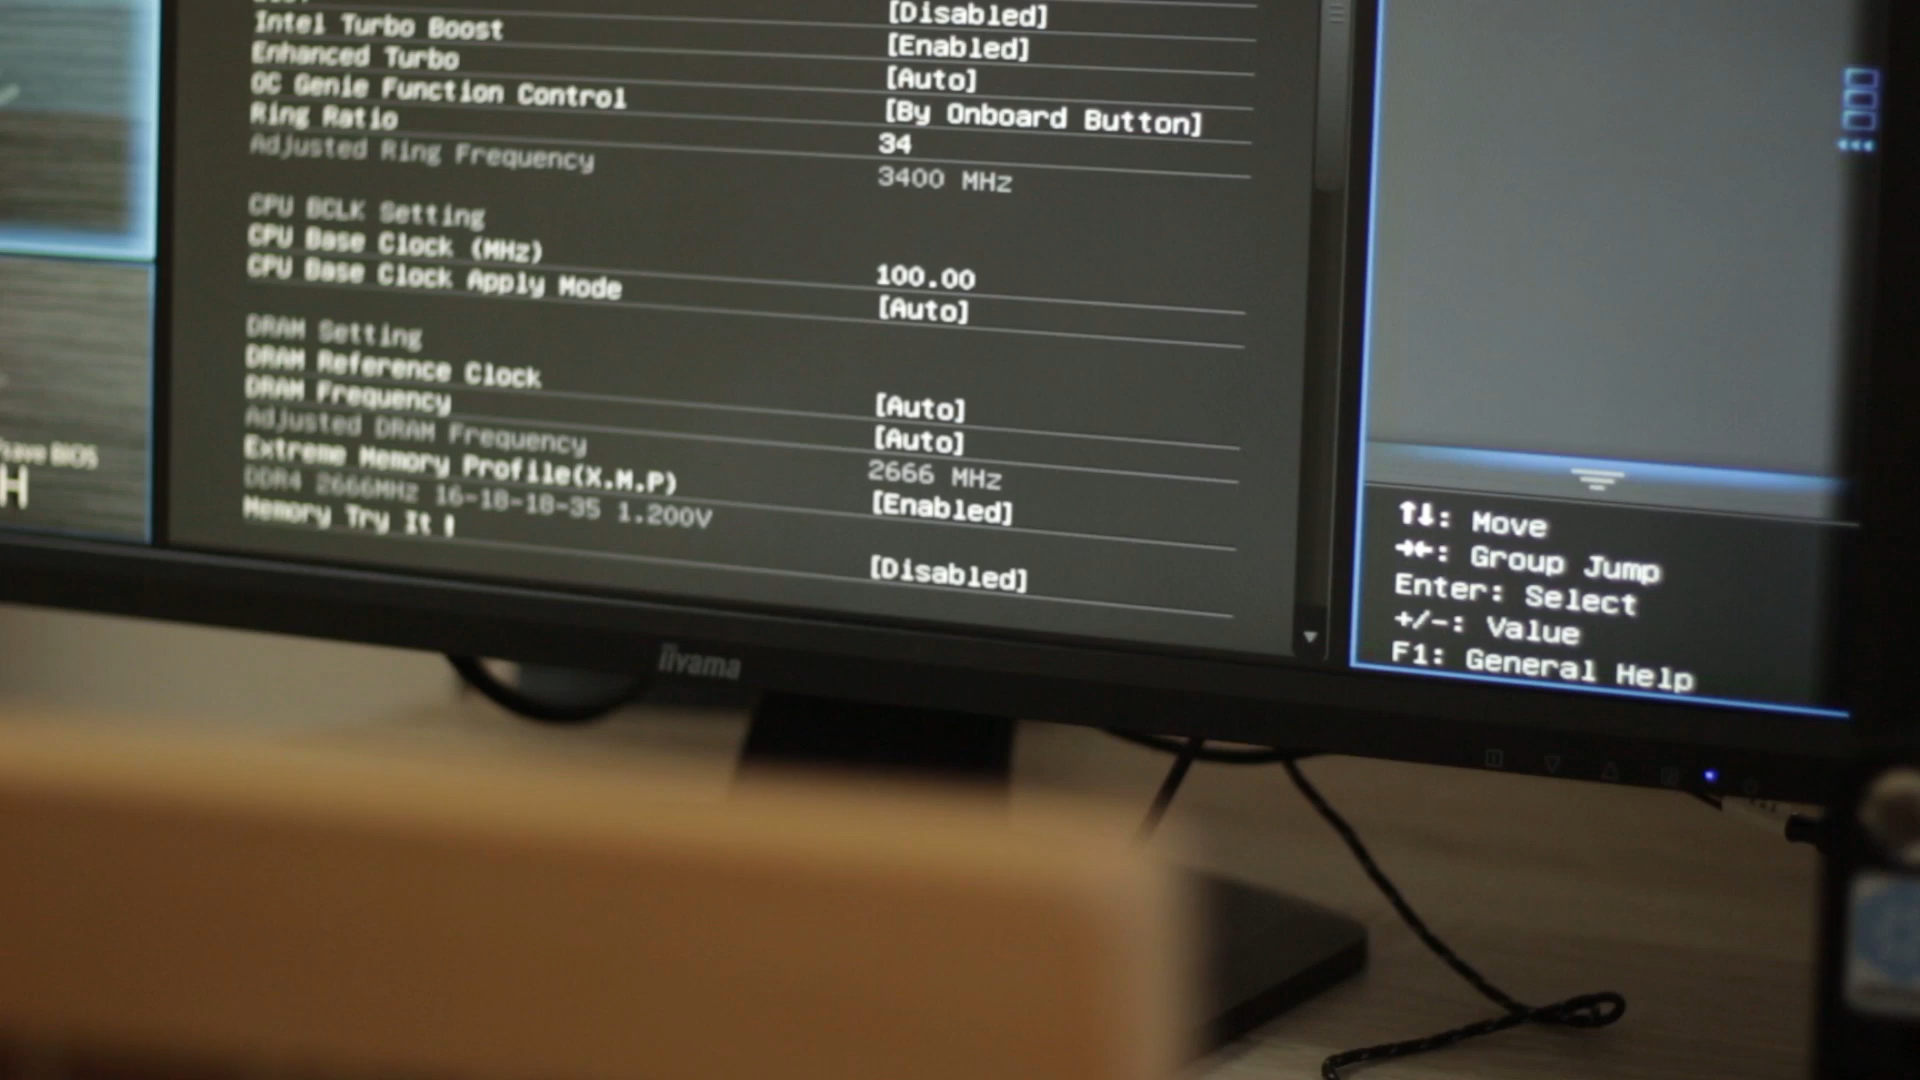 [Disabled]
Intel Turbo Boost [Enabled]
Enhanced Turbo [Auto]
OC Genie Function Control [By Onboard Button]
Ring Ratio 34
Adjusted Ring Frequency 3400 MHz
CPU BCLK Setting
CPU Base Clock (MHz) 100.00
CPU Base Clock Apply Mode [Auto]
DRAM Setting
DRAM Reference Clock [Auto]
DRAM Frequency [Auto]
Adjusted DRAM Frequency 2666 MHz
Extreme Memory Profile(X.M.P) [Enabled]
DDR4 2666MHz 16-18-18-35 1.200V
Memory Try It ! [Disabled]
save BIOS
H
↑↓: Move
→←: Group Jump
Enter: Select
+/-: Value
F1: General Help
iiyama